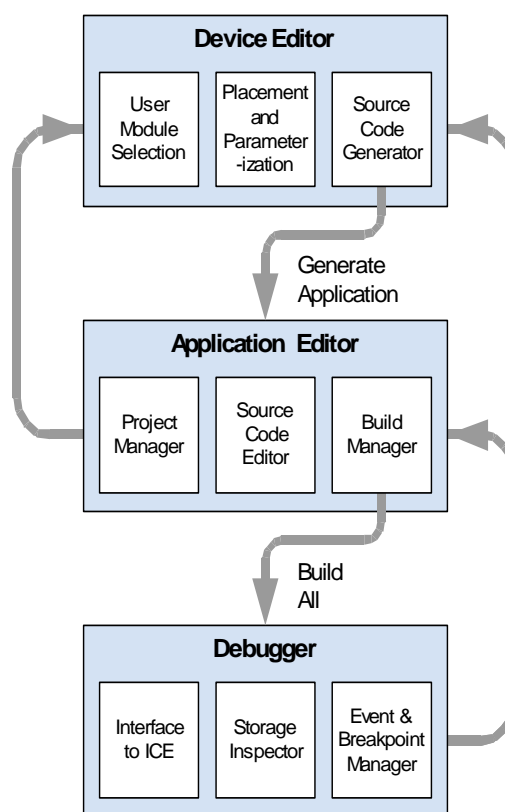 Device Editor
User
Module
Selection
Placement
and
Parameter
-ization
Source
Code
Generator
Generate
Application
Application Editor
Project
Manager
Source
Code
Editor
Build
Manager
Build
All
Debugger
Interface
to ICE
Storage
Inspector
Event &
Breakpoint
Manager